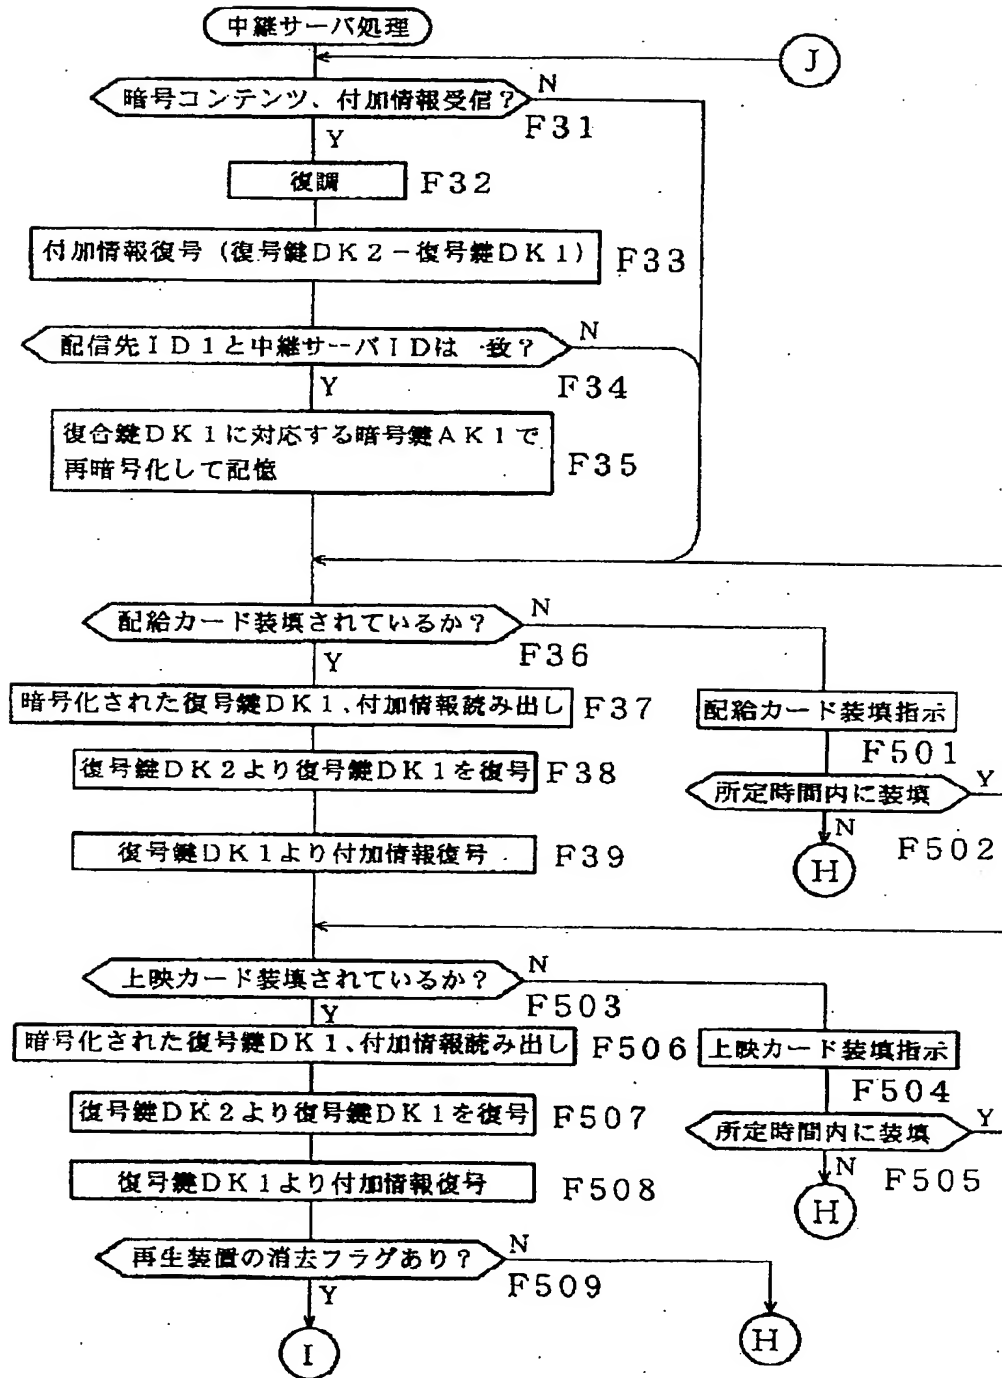 中継サーバ処理
J
暗号コンテンツ、付加情報受信?
N
F31
Y
復調
F32
付加情報復号(復号鍵DK2-復号鍵DK1)
F33
配信先ID1と中継サーバIDは一致?
N
F34
Y
復合鍵DK1に対応する暗号鍵AK1で
再暗号化して記憶
F35
配給カード装填されているか?
N
F36
Y
暗号化された復号鍵DK1、付加情報読み出し
F37
配給カード装填指示
F501
復号鍵DK2より復号鍵DK1を復号
F38
所定時間内に装填
Y
F502
N
H
復号鍵DK1より付加情報復号
F39
上映カード装填されているか?
N
F503
Y
暗号化された復号鍵DK1、付加情報読み出し
F506
上映カード装填指示
F504
復号鍵DK2より復号鍵DK1を復号
F507
所定時間内に装填
Y
F505
N
H
復号鍵DK1より付加情報復号
F508
再生装置の消去フラグあり?
N
F509
Y
I
H